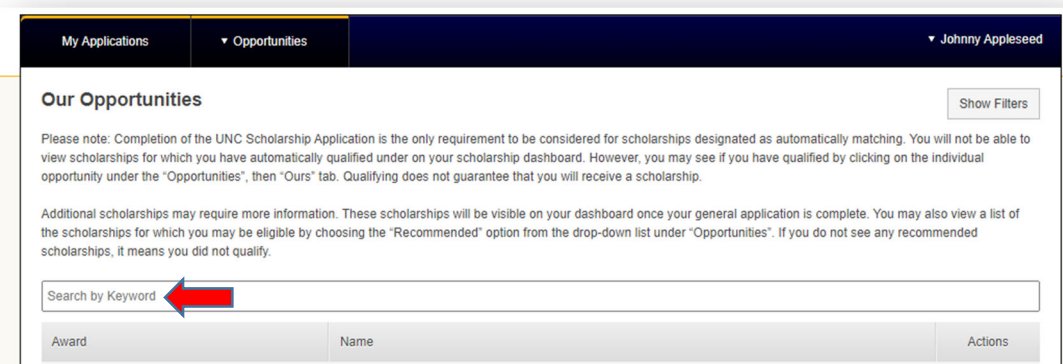 My Applications ▼ Opportunities ▼ Johnny Appleseed
Our Opportunities
Show Filters
Please note: Completion of the UNC Scholarship Application is the only requirement to be considered for scholarships designated as automatically matching. You will not be able to
view scholarships for which you have automatically qualified under on your scholarship dashboard. However, you may see if you have qualified by clicking on the individual
opportunity under the “Opportunities”, then “Ours” tab. Qualifying does not guarantee that you will receive a scholarship.
Additional scholarships may require more information. These scholarships will be visible on your dashboard once your general application is complete. You may also view a list of
the scholarships for which you may be eligible by choosing the “Recommended” option from the drop-down list under “Opportunities”. If you do not see any recommended
scholarships, it means you did not qualify.
Search by Keyword
Award Name Actions